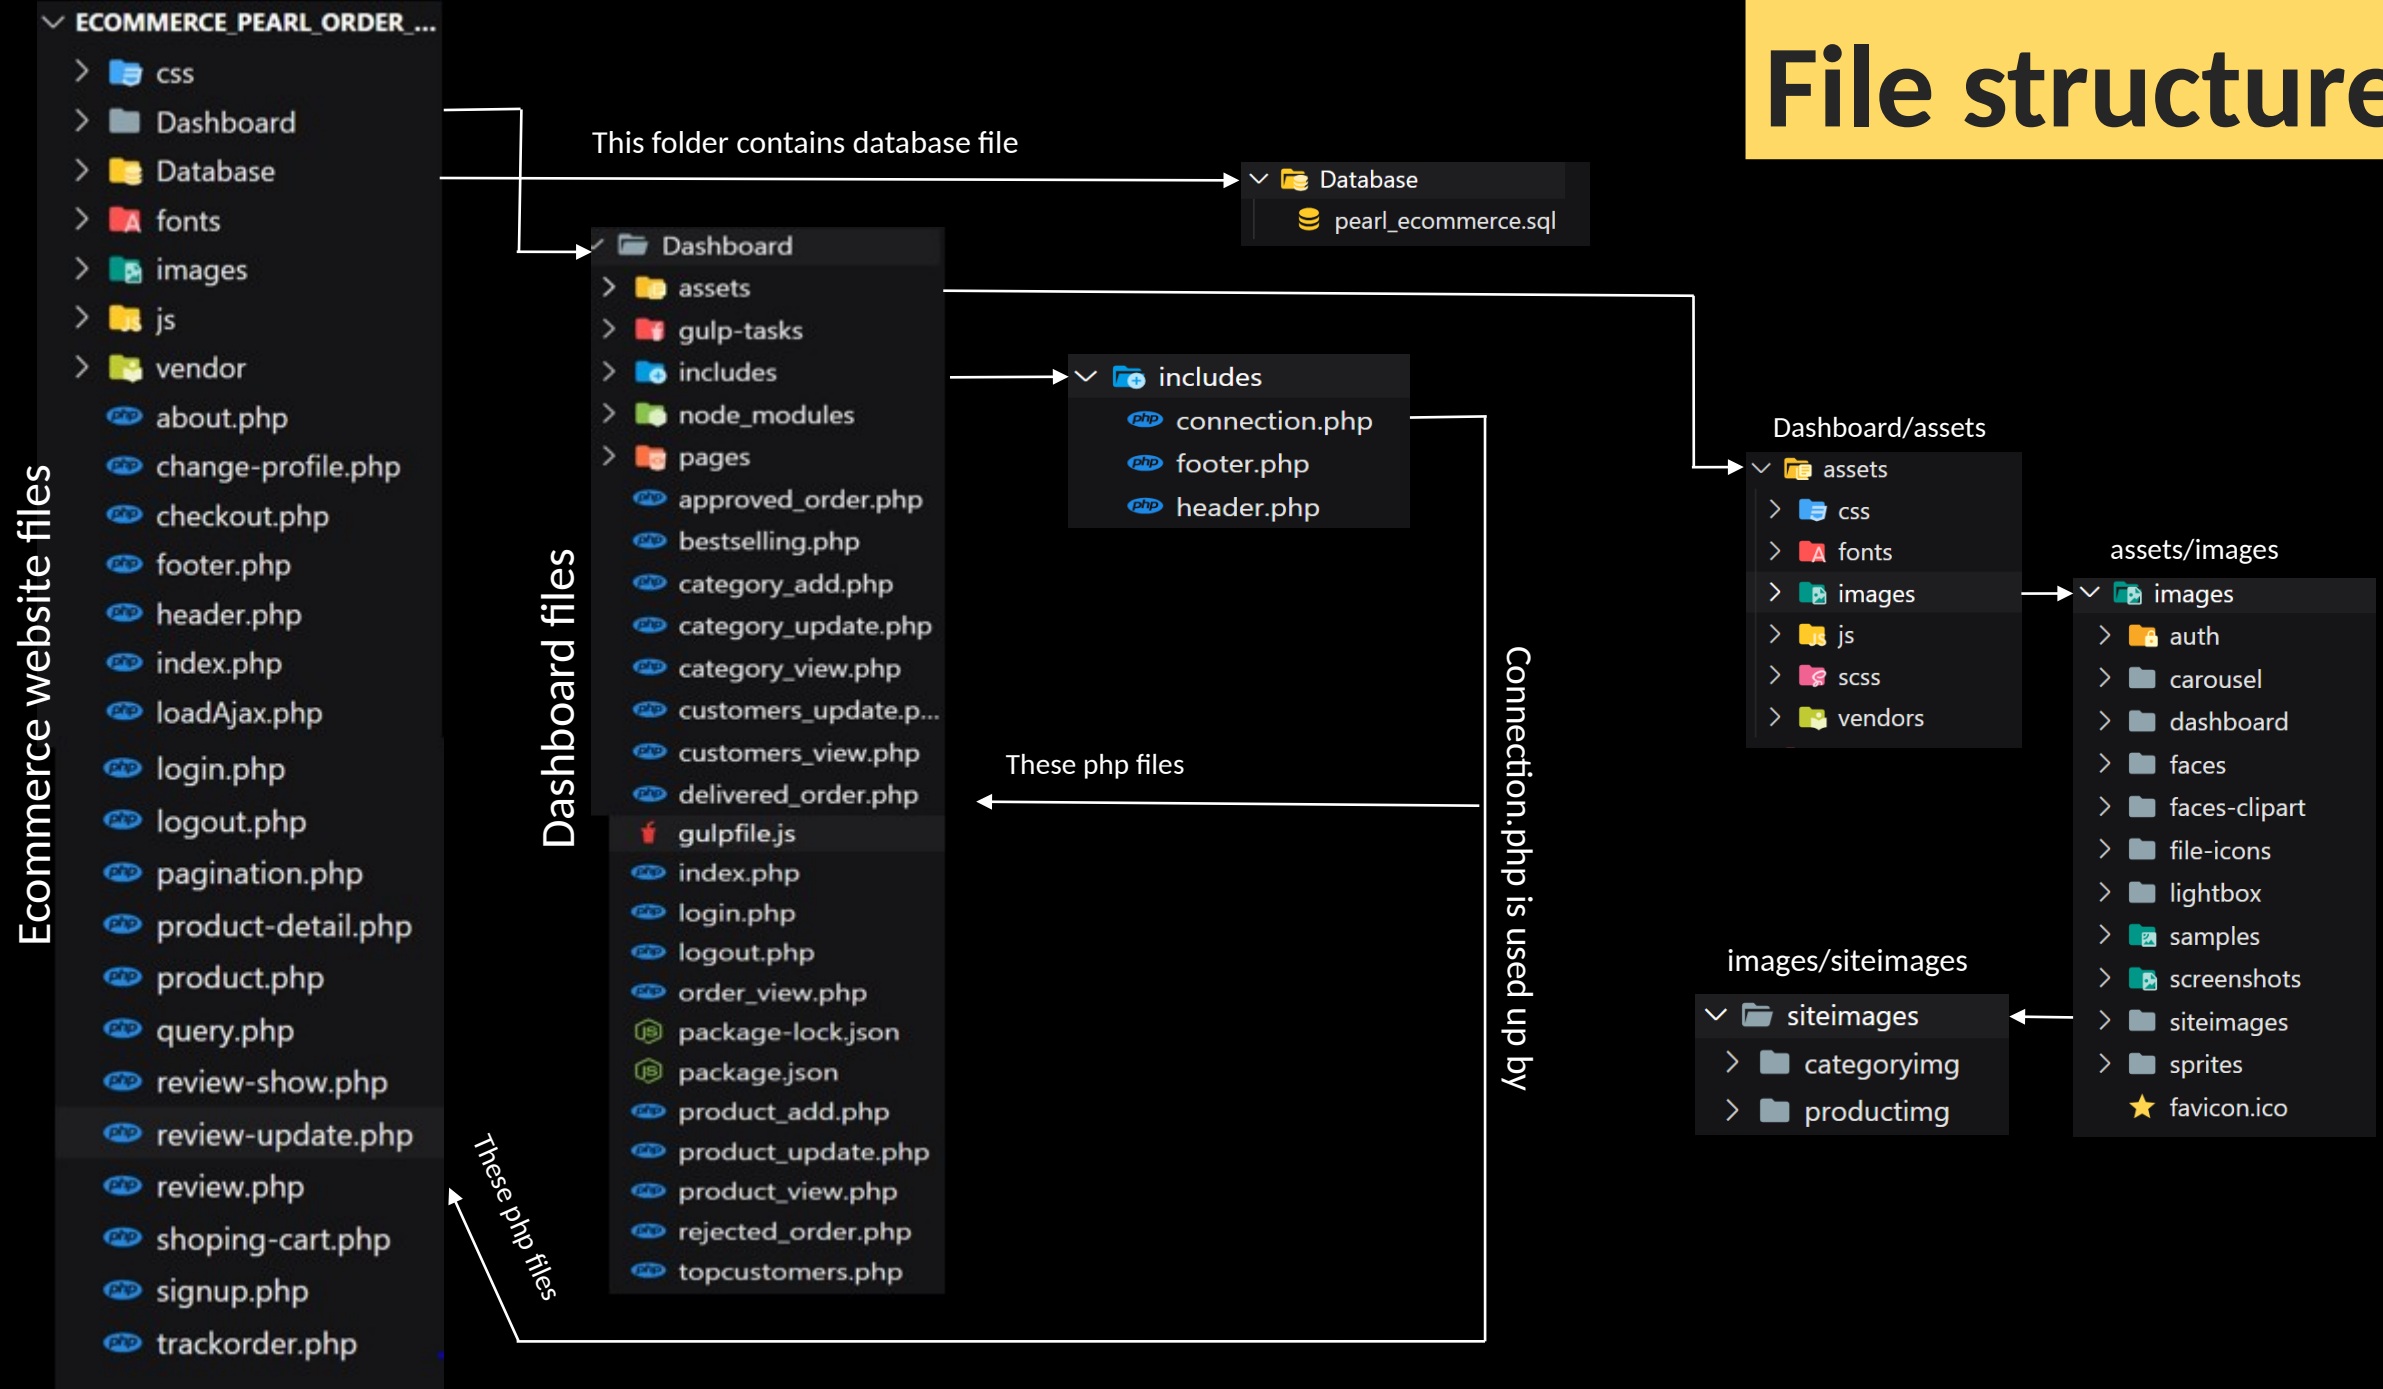 File structure
Ecommerce website files
ECOMMERCE_PEARL_ORDER_...
css
Dashboard
Database
fonts
images
js
vendor
about.php
change-profile.php
checkout.php
footer.php
header.php
index.php
loadAjax.php
login.php
logout.php
pagination.php
product-detail.php
product.php
query.php
review-show.php
review-update.php
review.php
shoping-cart.php
signup.php
trackorder.php
This folder contains database file
Database
pearl_ecommerce.sql
Dashboard files
Dashboard
assets
gulp-tasks
includes
node_modules
pages
approved_order.php
bestselling.php
category_add.php
category_update.php
category_view.php
customers_update.p...
customers_view.php
delivered_order.php
gulpfile.js
index.php
login.php
logout.php
order_view.php
package-lock.json
package.json
product_add.php
product_update.php
product_view.php
rejected_order.php
topcustomers.php
includes
connection.php
footer.php
header.php
Connection.php is used up by
These php files
These php files
Dashboard/assets
assets
css
fonts
images
js
scss
vendors
assets/images
images
auth
carousel
dashboard
faces
faces-clipart
file-icons
lightbox
samples
screenshots
siteimages
sprites
favicon.ico
images/siteimages
siteimages
categoryimg
productimg